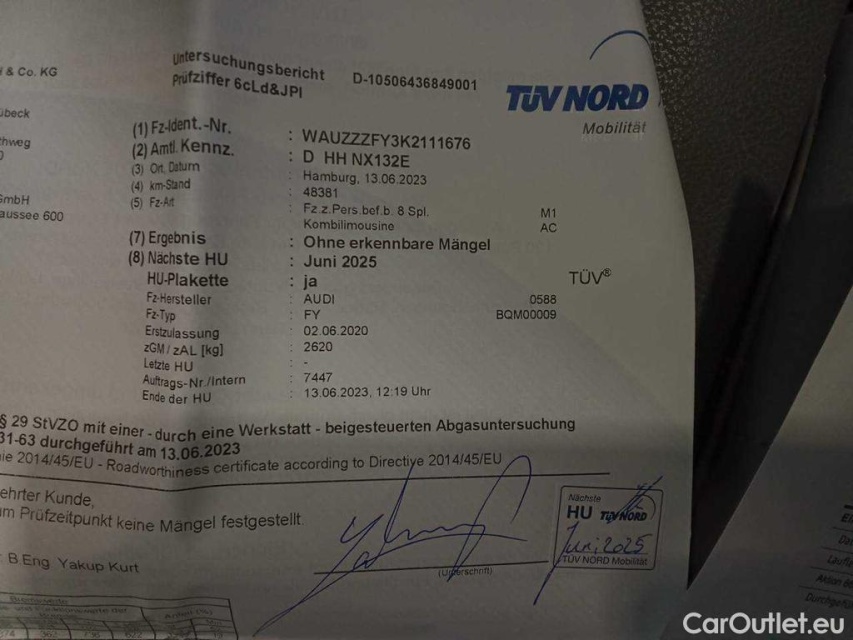 & Co. KG
Untersuchungsbericht
Prüfziffer 6cLd&JPI
D-10506436849001
TÜV NORD
Mobilität
übeck
hweg
0
GmbH
aussee 600
(1) Fz-Ident.-Nr. : WAUZZZFY3K2111676
(2) Amtl. Kennz. : D HH NX132E
(3) Ort, Datum : Hamburg, 13.06.2023
(4) km-Stand : 48381
(5) Fz-Art : Fz.z.Pers.bef.b. 8 Spl. M1
Kombilimousine AC
(7) Ergebnis : Ohne erkennbare Mängel
(8) Nächste HU : Juni 2025
HU-Plakette : ja
TÜV®
Fz-Hersteller : AUDI 0588
Fz-Typ : FY BQM00009
Erstzulassung : 02.06.2020
zGM / zAL [kg] : 2620
Letzte HU : -
Auftrags-Nr./Intern : 7447
Ende der HU : 13.06.2023, 12:19 Uhr
§ 29 StVZO mit einer - durch eine Werkstatt - beigesteuerten Abgasuntersuchung
31-63 durchgeführt am 13.06.2023
ie 2014/45/EU - Roadworthiness certificate according to Directive 2014/45/EU
ehrter Kunde,
m Prüfzeitpunkt keine Mängel festgestellt.
B.Eng Yakup Kurt
(Unterschrift)
Nächste
HU TÜV NORD
Juni 2025
TÜV NORD Mobilität
CarOutlet.eu